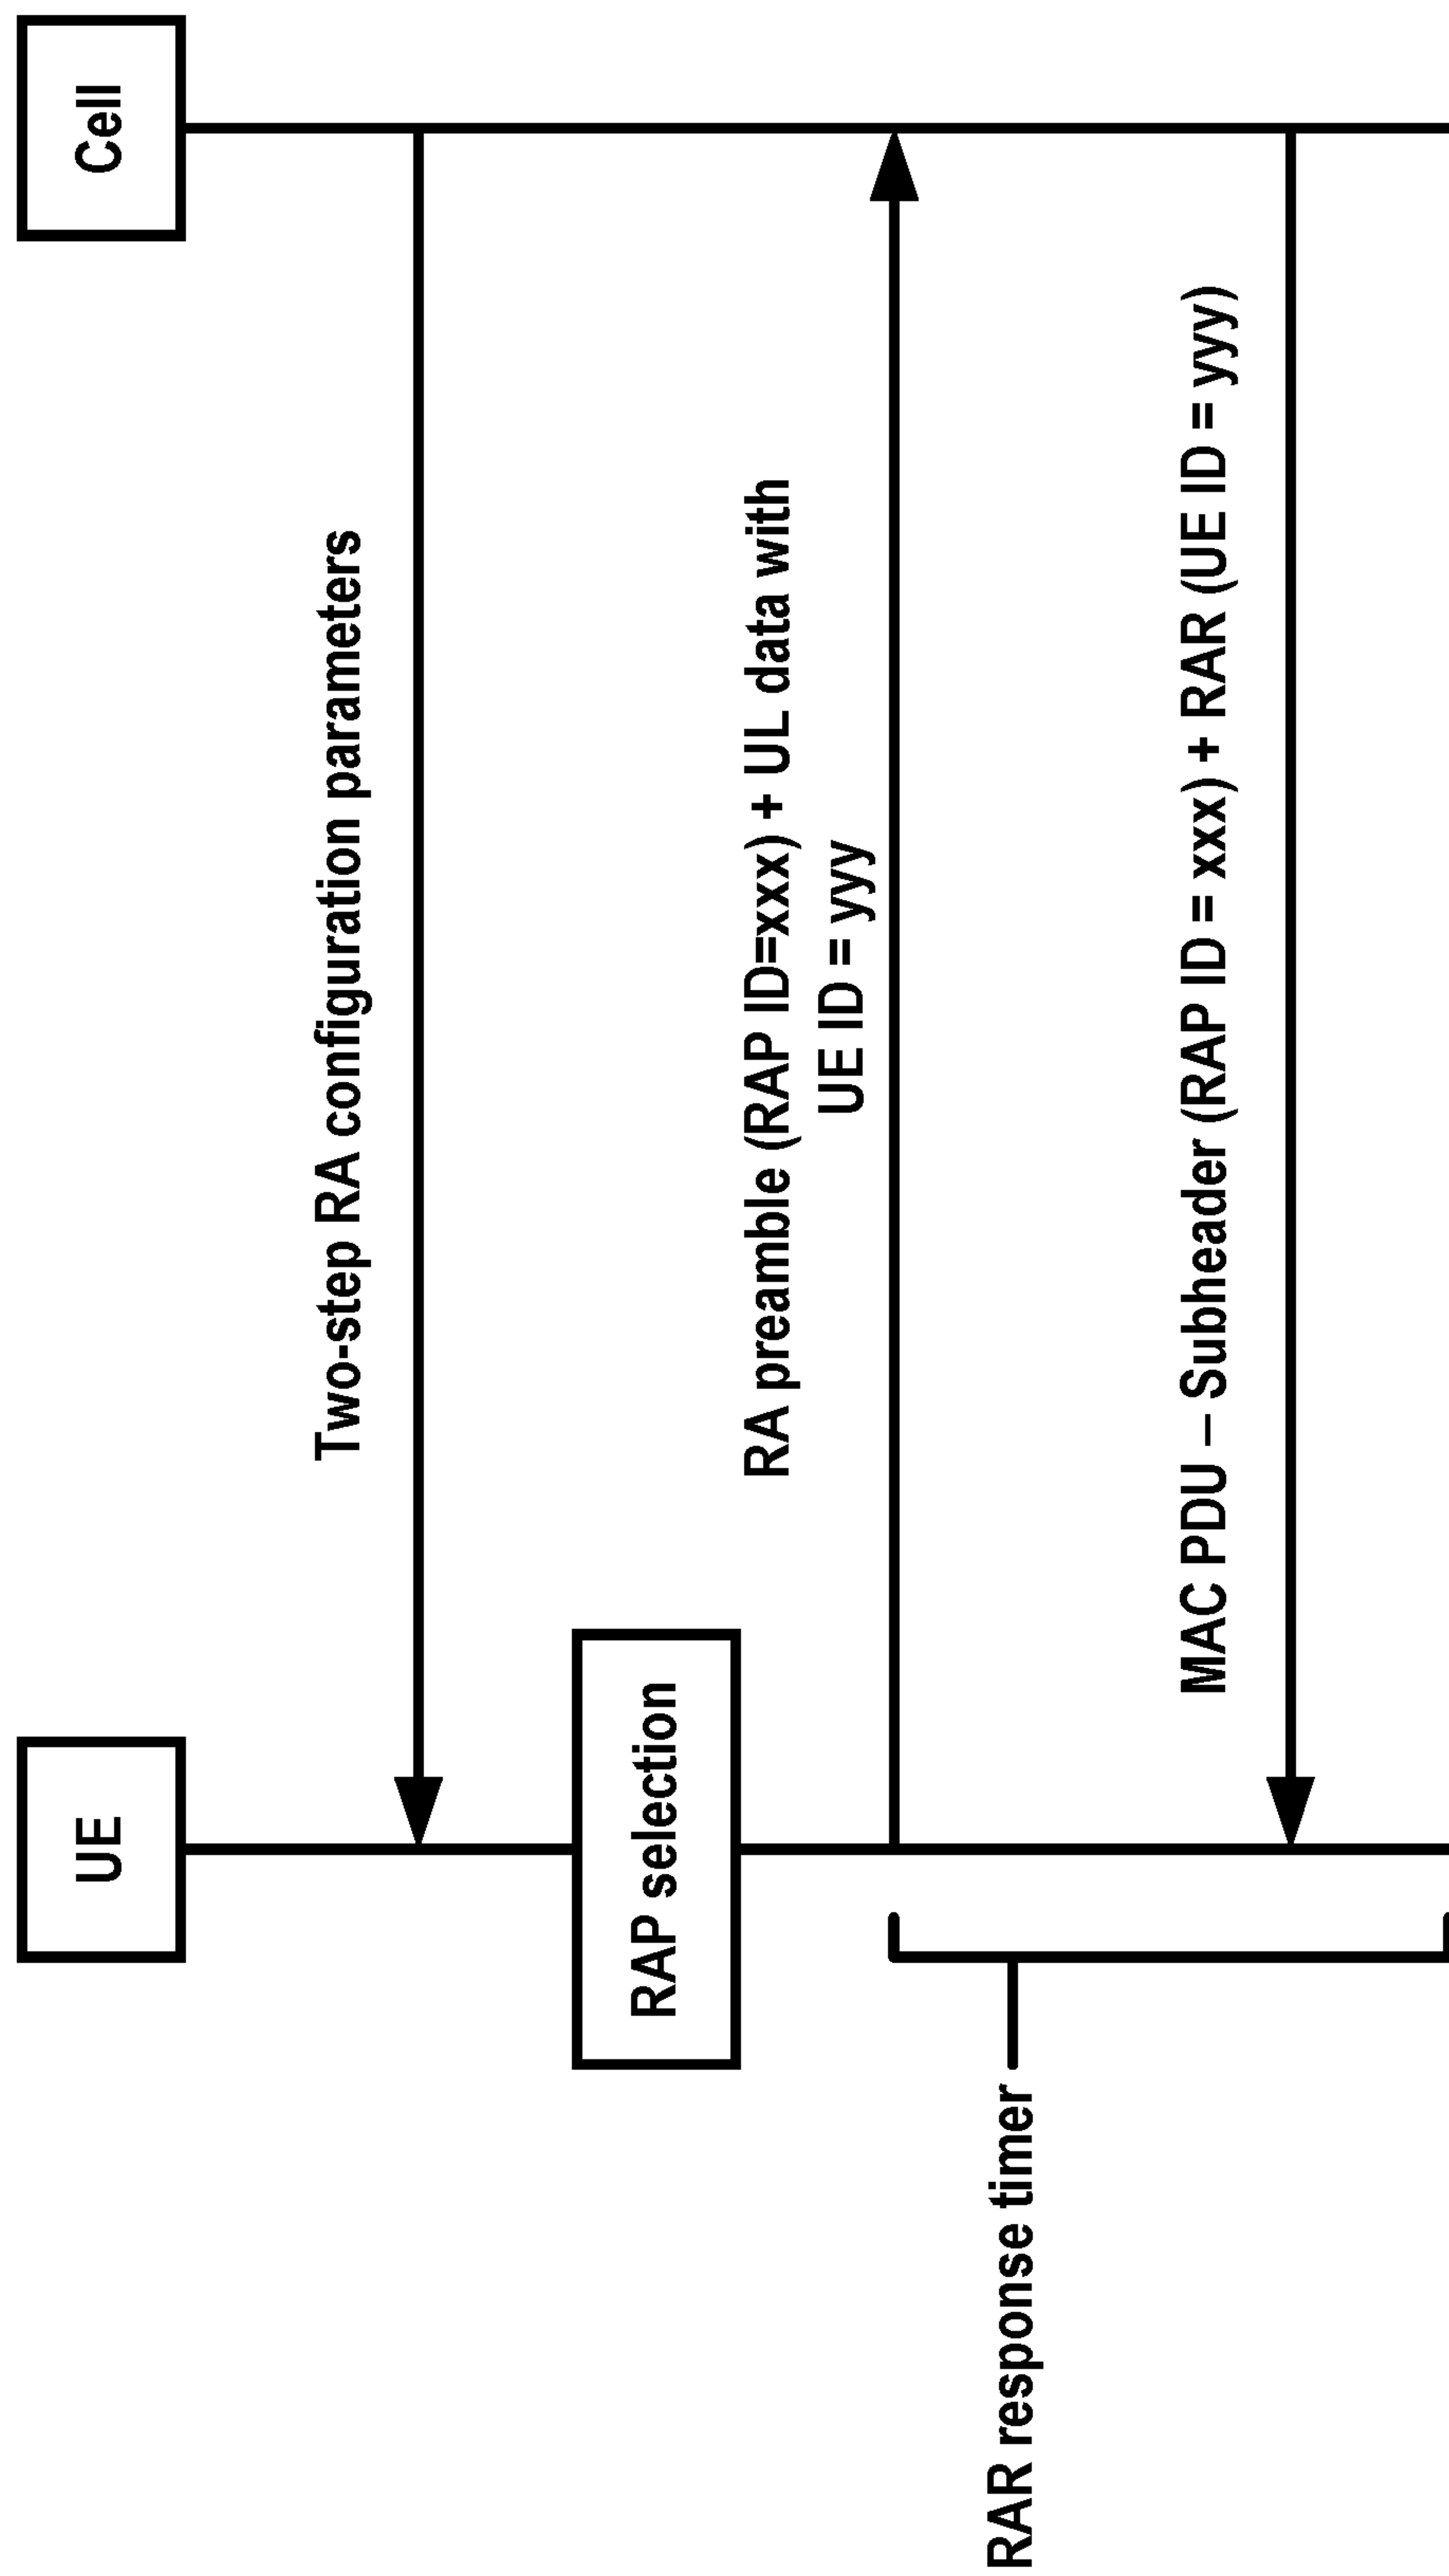 UE
Cell
Two-step RA configuration parameters
RAP selection
RA preamble (RAP ID=xxx) + UL data with
UE ID = yyy
RAR response timer
MAC PDU – Subheader (RAP ID = xxx) + RAR (UE ID = yyy)